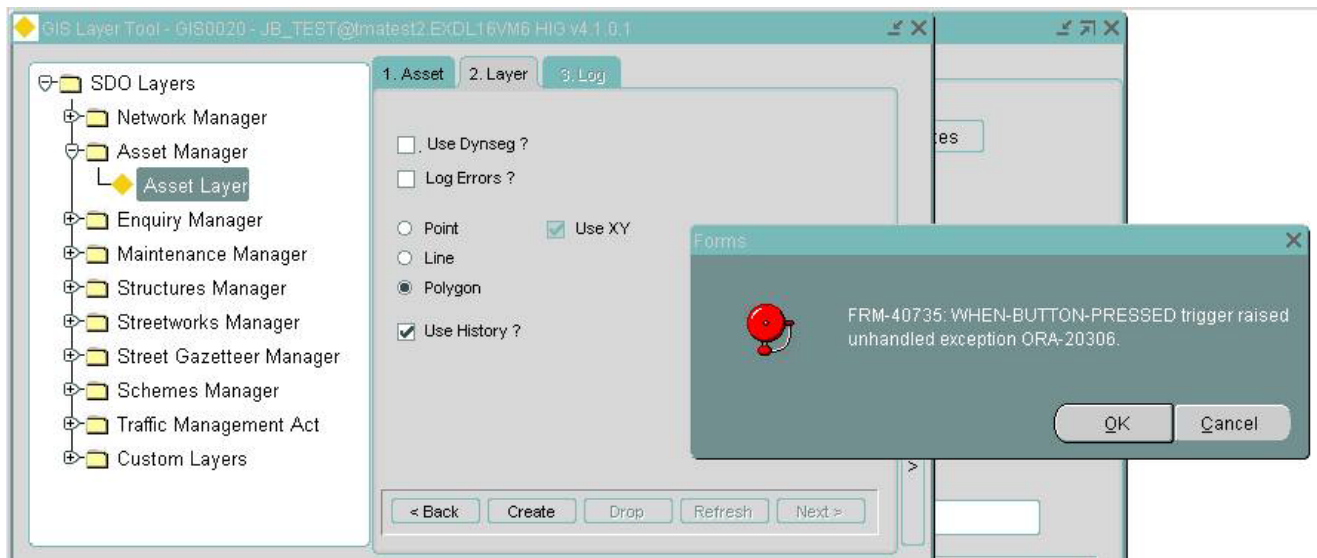 GIS Layer Tool - GIS0020 - JB_TEST@tmatest2.EXDL16VM6 HIG v4.1.0.1
SDO Layers
Network Manager
Asset Manager
Asset Layer
Enquiry Manager
Maintenance Manager
Structures Manager
Streetworks Manager
Street Gazetteer Manager
Schemes Manager
Traffic Management Act
Custom Layers
1. Asset
2. Layer
3. Log
Use Dynseg ?
Log Errors ?
Point
Use XY
Line
Polygon
Use History ?
< Back
Create
Drop
Refresh
Next >
>
es
Forms
FRM-40735: WHEN-BUTTON-PRESSED trigger raised
unhandled exception ORA-20306.
OK
Cancel